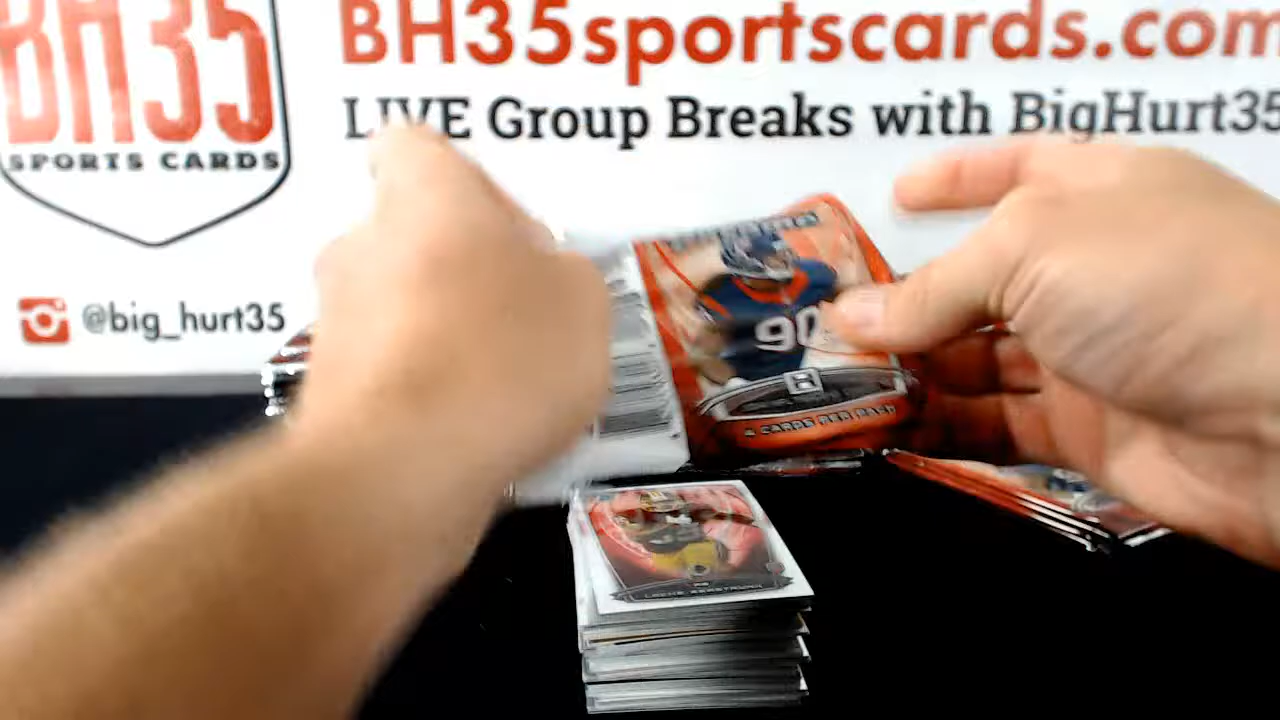 BH35
SPORTS CARDS
BH35sportscards.com
LIVE Group Breaks with BigHurt35
@big_hurt35
90
4 CARDS PER PACK